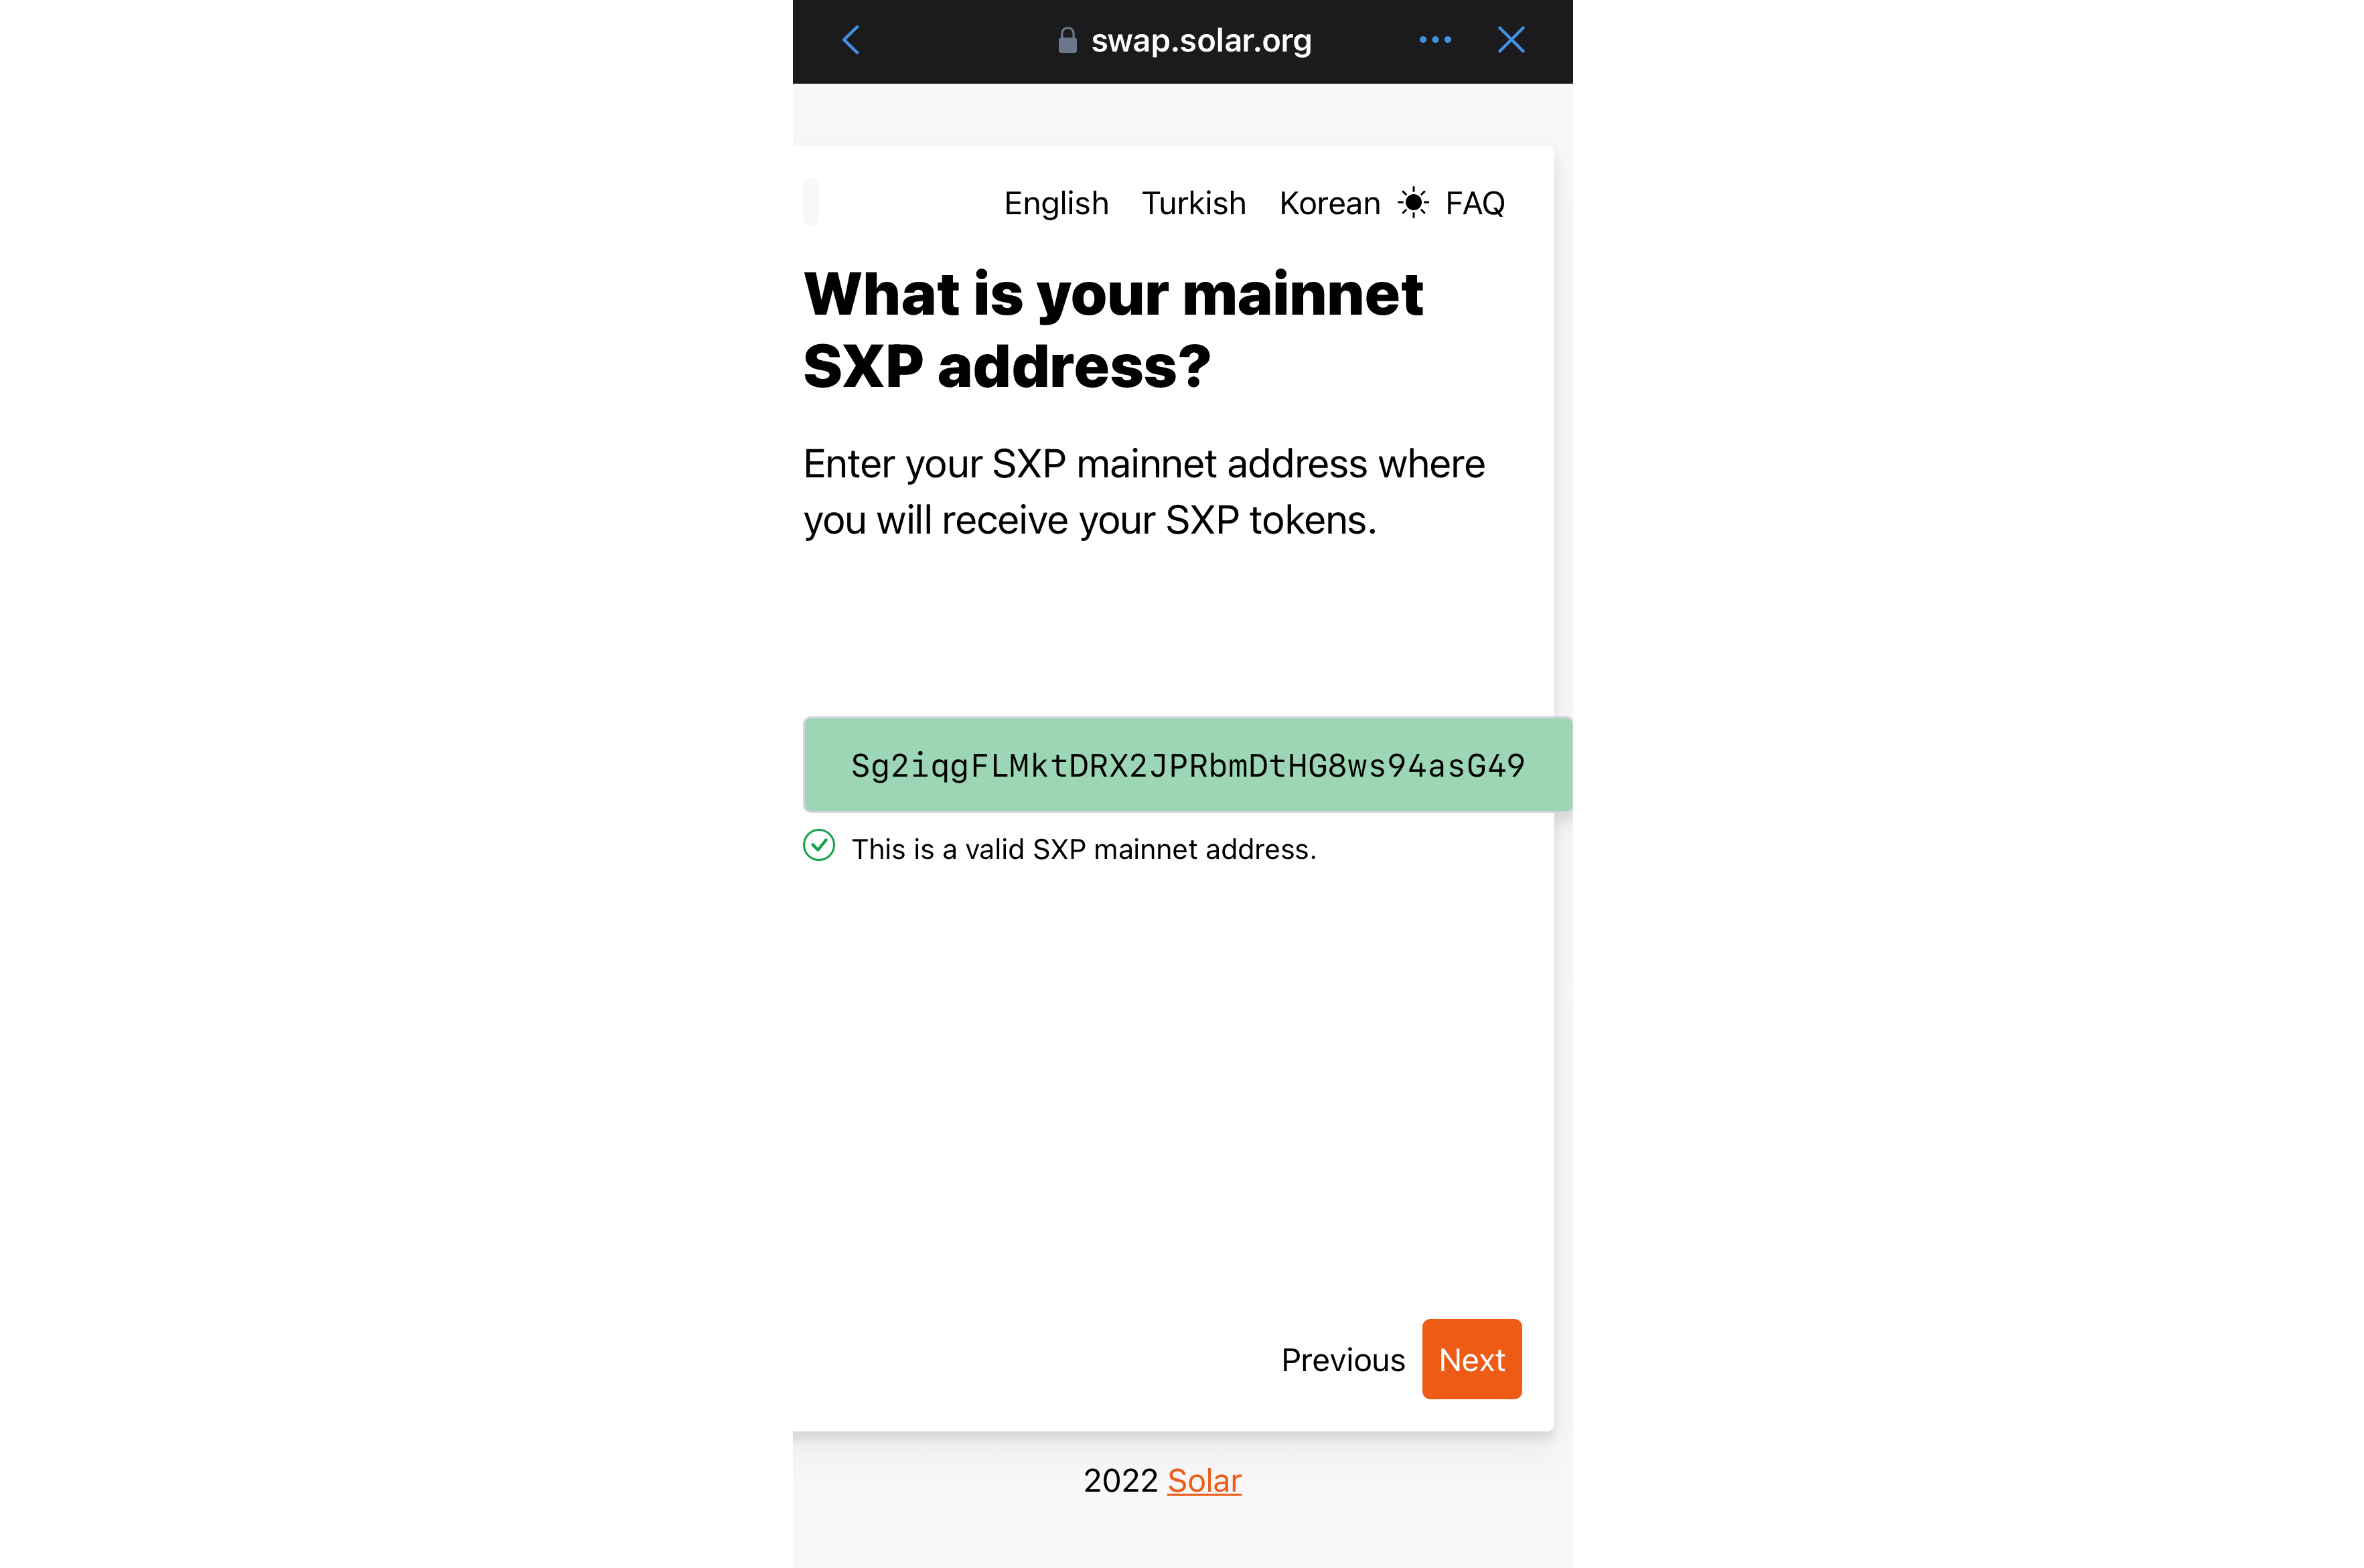 swap.solar.org
English Turkish Korean FAQ
What is your mainnet
SXP address?
Enter your SXP mainnet address where
you will receive your SXP tokens.
Sg2iqgFLMktDRX2JPRbmDtHG8ws94asG49
This is a valid SXP mainnet address.
Previous Next
2022 Solar